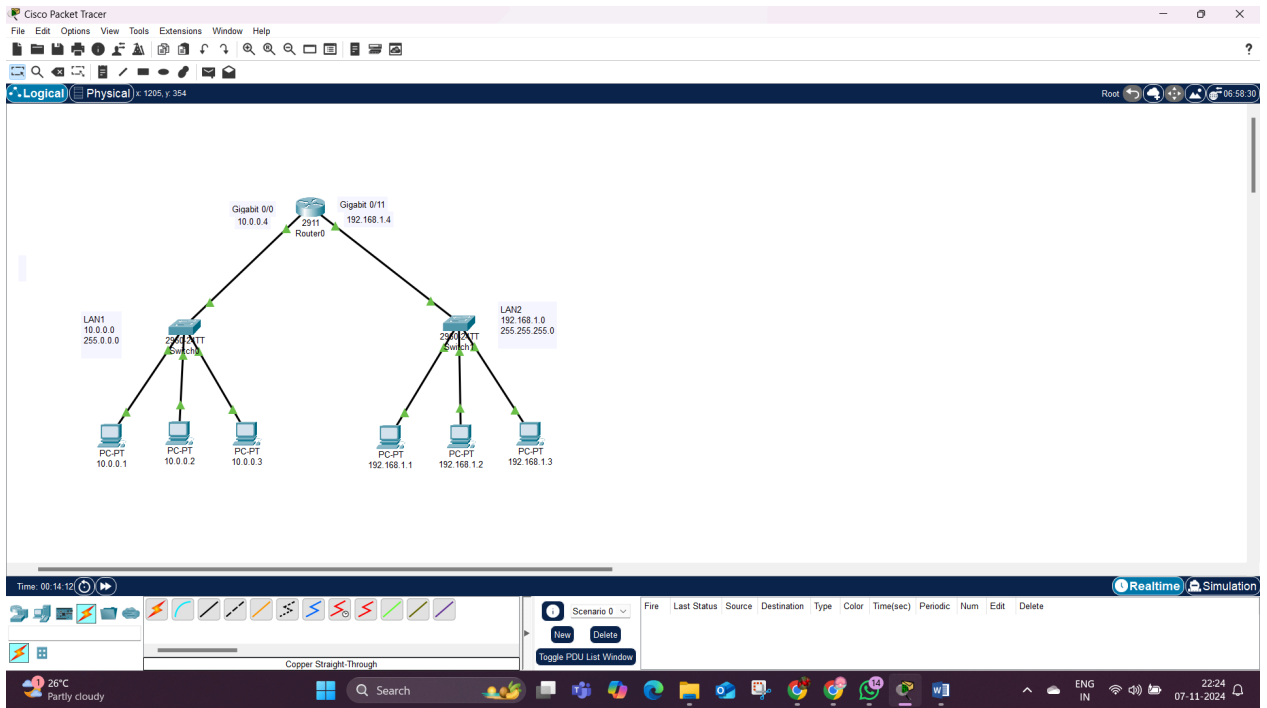 Cisco Packet Tracer
File Edit Options View Tools Extensions Window Help
?
Logical Physical x: 1205, y: 354 Root 06:58:30
Gigabit 0/0
10.0.0.4
Gigabit 0/11
192.168.1.4
2911
Router0
LAN1
10.0.0.0
255.0.0.0
2950-24TT
Switch0
2950-24TT
Switch1
LAN2
192.168.1.0
255.255.255.0
PC-PT
10.0.0.1
PC-PT
10.0.0.2
PC-PT
10.0.0.3
PC-PT
192.168.1.1
PC-PT
192.168.1.2
PC-PT
192.168.1.3
Time: 00:14:12 Realtime Simulation
Scenario 0
New Delete
Toggle PDU List Window
Fire Last Status Source Destination Type Color Time(sec) Periodic Num Edit Delete
Copper Straight-Through
1
26°C
Partly cloudy
Search
14
ENG
IN
22:24
07-11-2024